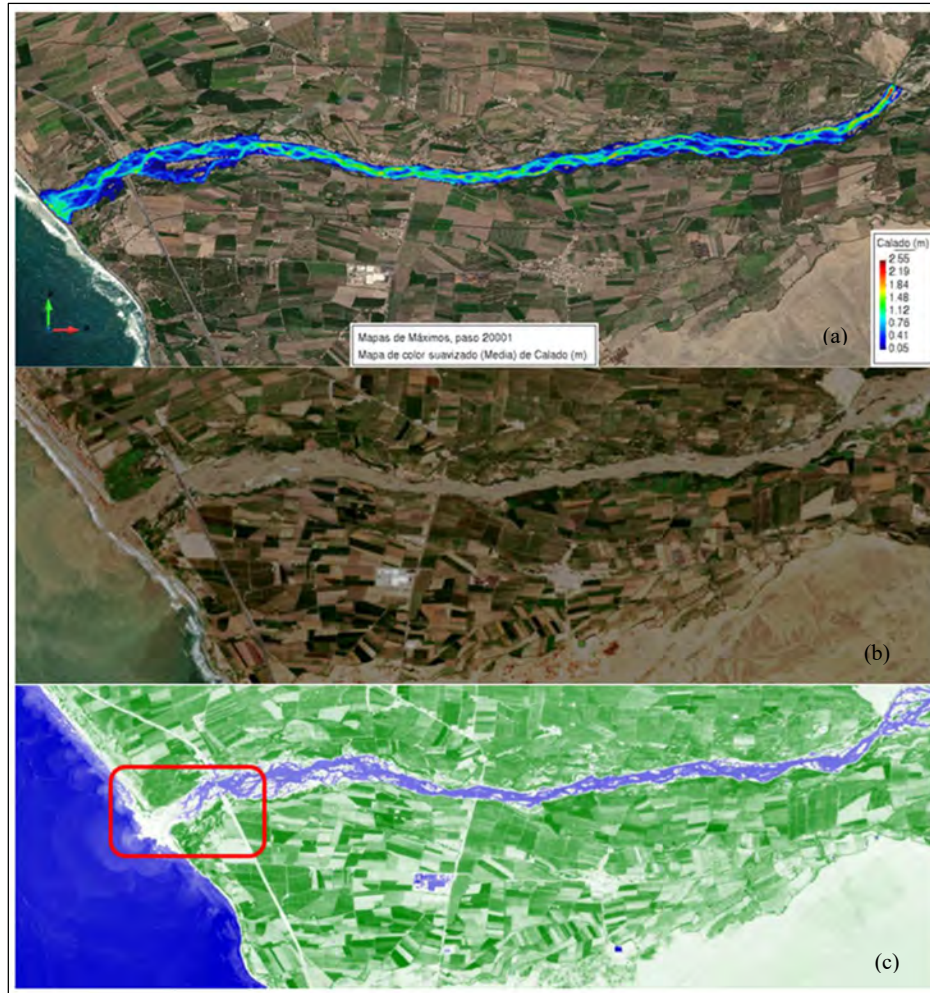 Calado (m)
2.55
2.19
1.84
1.48
1.12
0.76
0.41
0.05
(a)
Mapas de Máximos, paso 20001
Mapa de color suavizado (Media) de Calado (m)
(b)
(c)